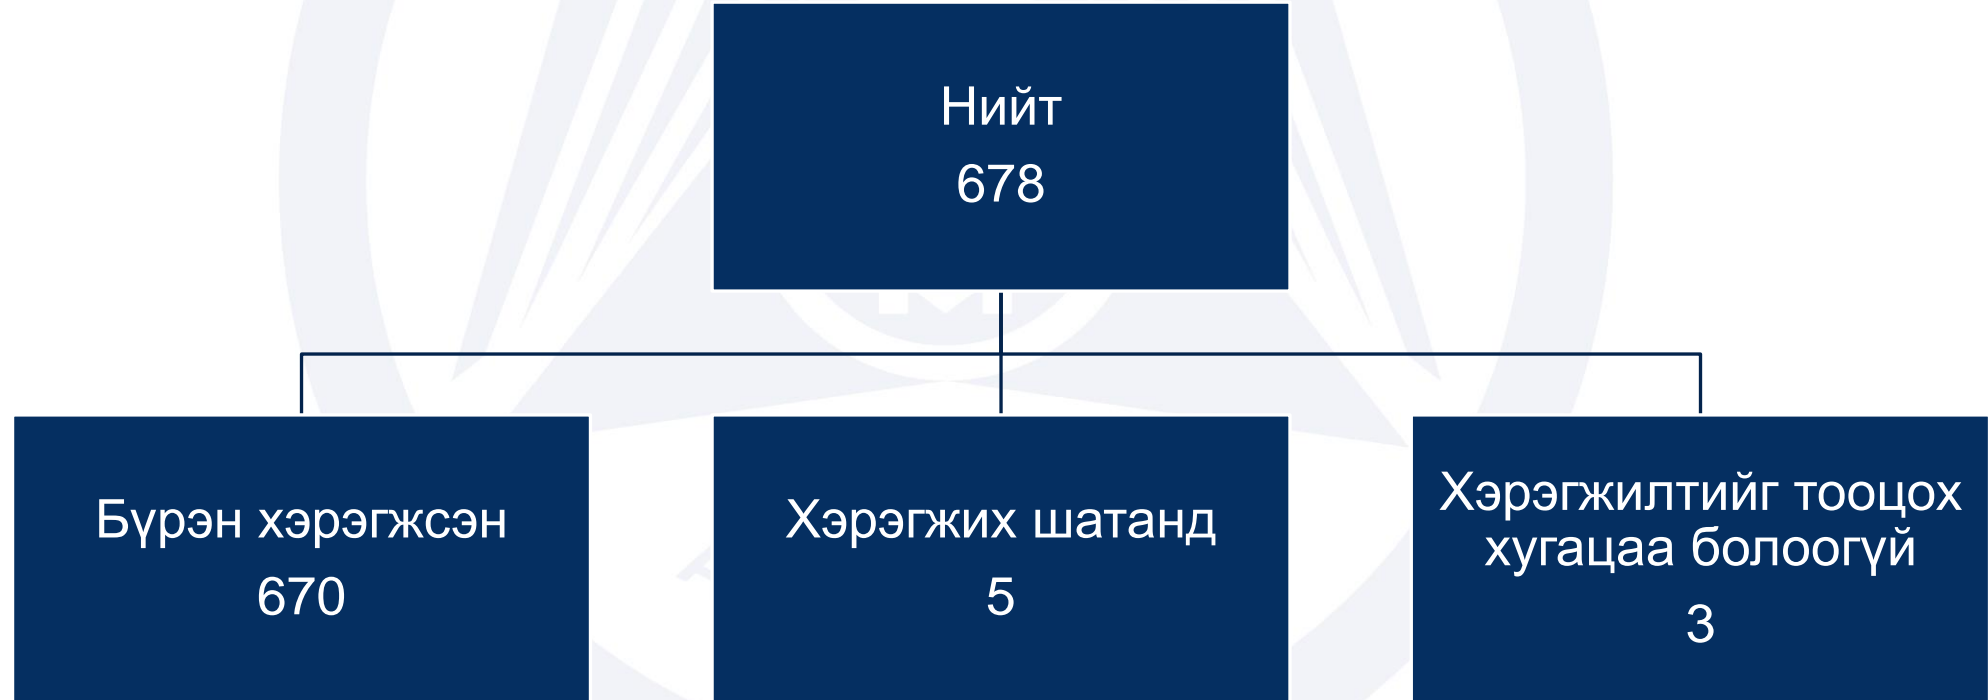 Нийт
678
Бүрэн хэрэгжсэн
670
Хэрэгжих шатанд
5
Хэрэгжилтийг тооцох
хугацаа болоогүй
3